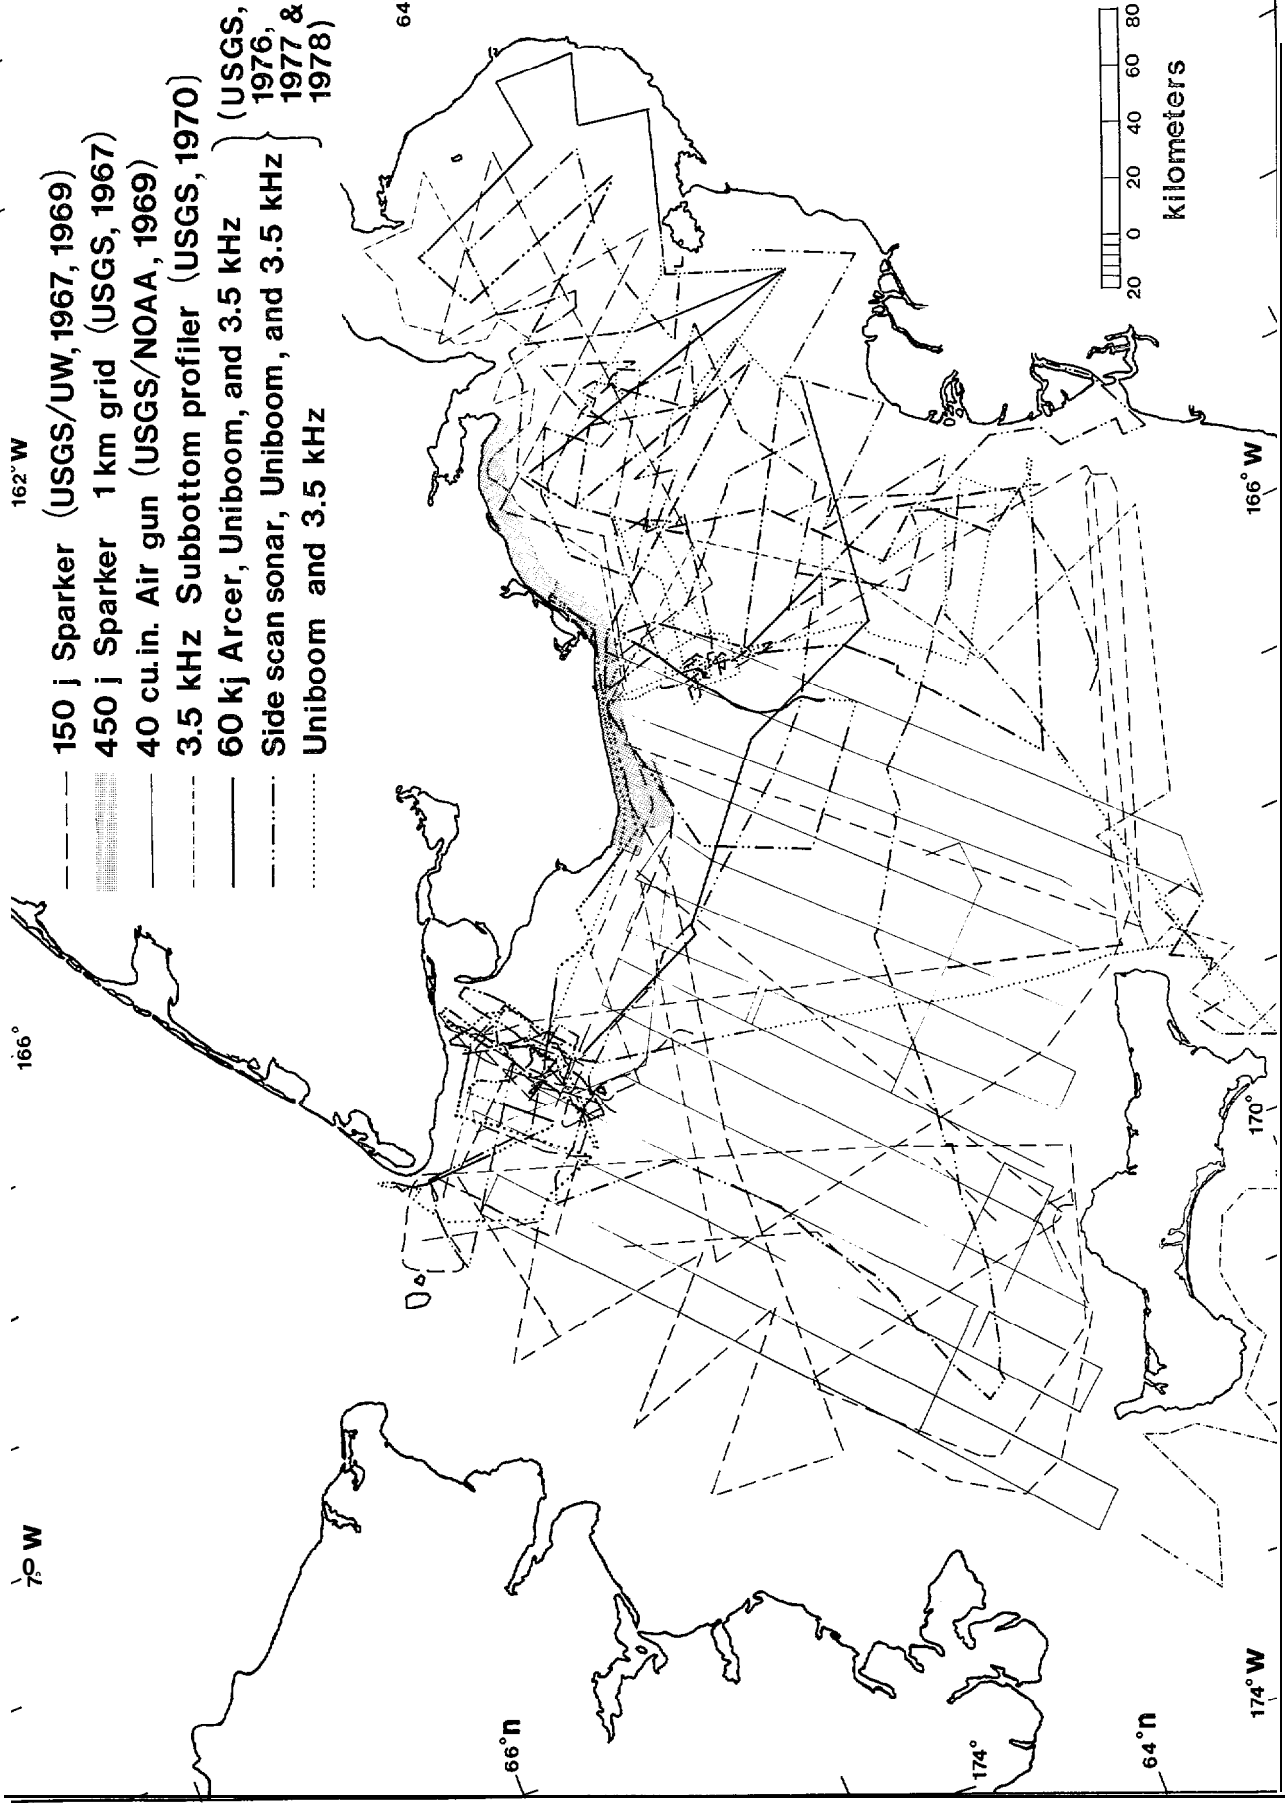 150 j Sparker (USGS/UW, 1967, 1969)
450 j Sparker 1 km grid (USGS, 1967)
40 cu.in. Air gun (USGS/NOAA, 1969)
3.5 kHz Subbottom profiler (USGS, 1970)
60 kj Arcer, Uniboom, and 3.5 kHz
Side scan sonar, Uniboom, and 3.5 kHz
Uniboom and 3.5 kHz
(USGS,
1976,
1977 &
1978)
162°W
166°
66°n
174°
64°n
174°W
170°
166°W
64
20 0 20 40 60 80
kilometers